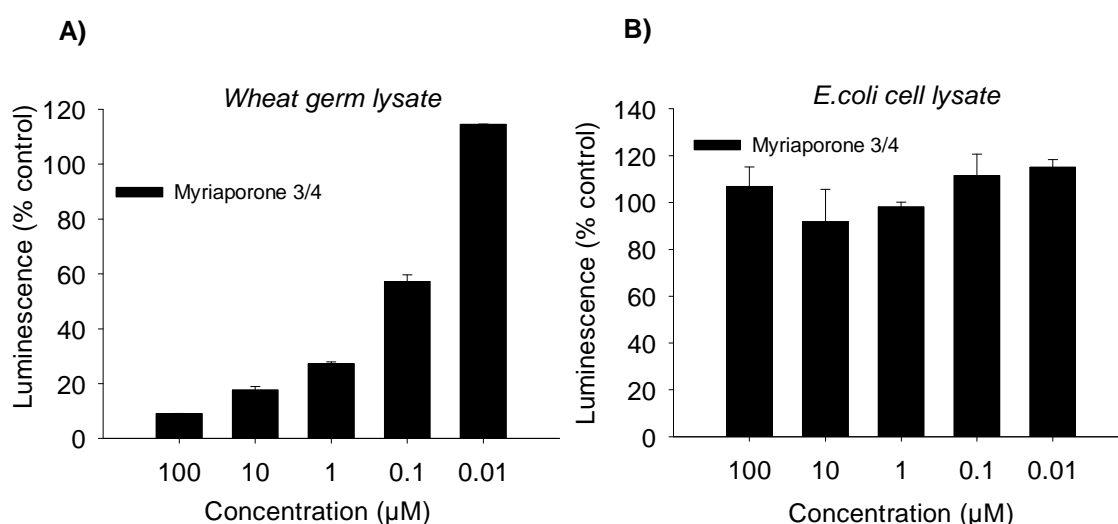 A)
Wheat germ lysate
Luminescence (% control)
120
100
80
60
40
20
0
Myriaporone 3/4
100 10 1 0.1 0.01
Concentration (µM)
B)
E.coli cell lysate
Luminescence (% control)
140
120
100
80
60
40
20
0
Myriaporone 3/4
100 10 1 0.1 0.01
Concentration (µM)